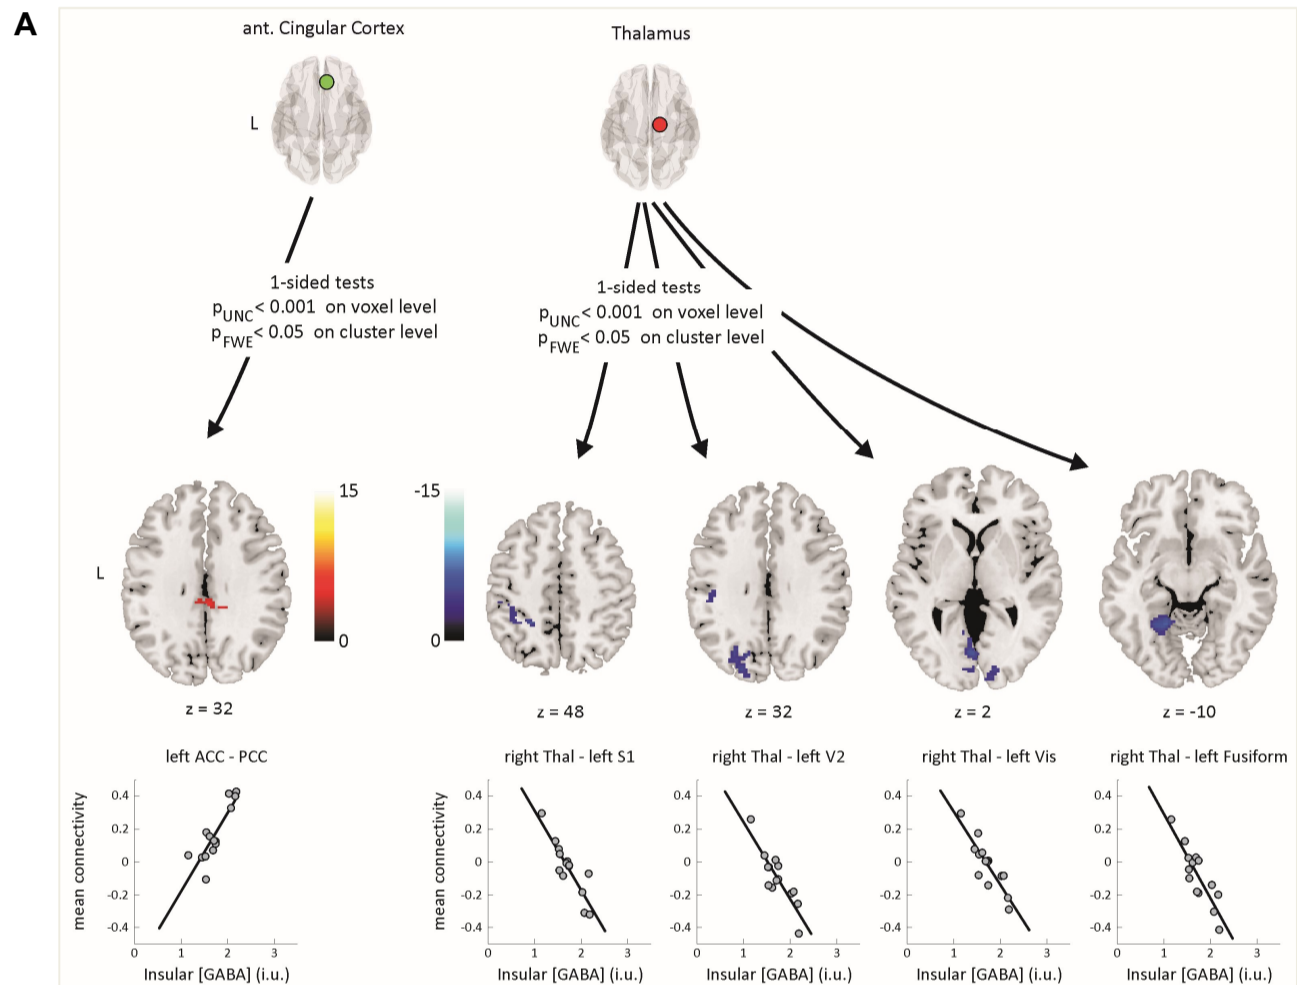 A
ant. Cingular Cortex
Thalamus
L
1-sided tests
pUNC< 0.001 on voxel level
pFWE< 0.05 on cluster level
1-sided tests
pUNC< 0.001 on voxel level
pFWE< 0.05 on cluster level
L
15
0
-15
0
z = 32
z = 48
z = 32
z = 2
z = -10
left ACC - PCC
right Thal - left S1
right Thal - left V2
right Thal - left Vis
right Thal - left Fusiform
mean connectivity
0.4
0.2
0
-0.2
-0.4
0 1 2 3
Insular [GABA] (i.u.)
mean connectivity
0.4
0.2
0
-0.2
-0.4
0 1 2 3
Insular [GABA] (i.u.)
0.4
0.2
0
-0.2
-0.4
0 1 2 3
Insular [GABA] (i.u.)
0.4
0.2
0
-0.2
-0.4
0 1 2 3
Insular [GABA] (i.u.)
0.4
0.2
0
-0.2
-0.4
0 1 2 3
Insular [GABA] (i.u.)